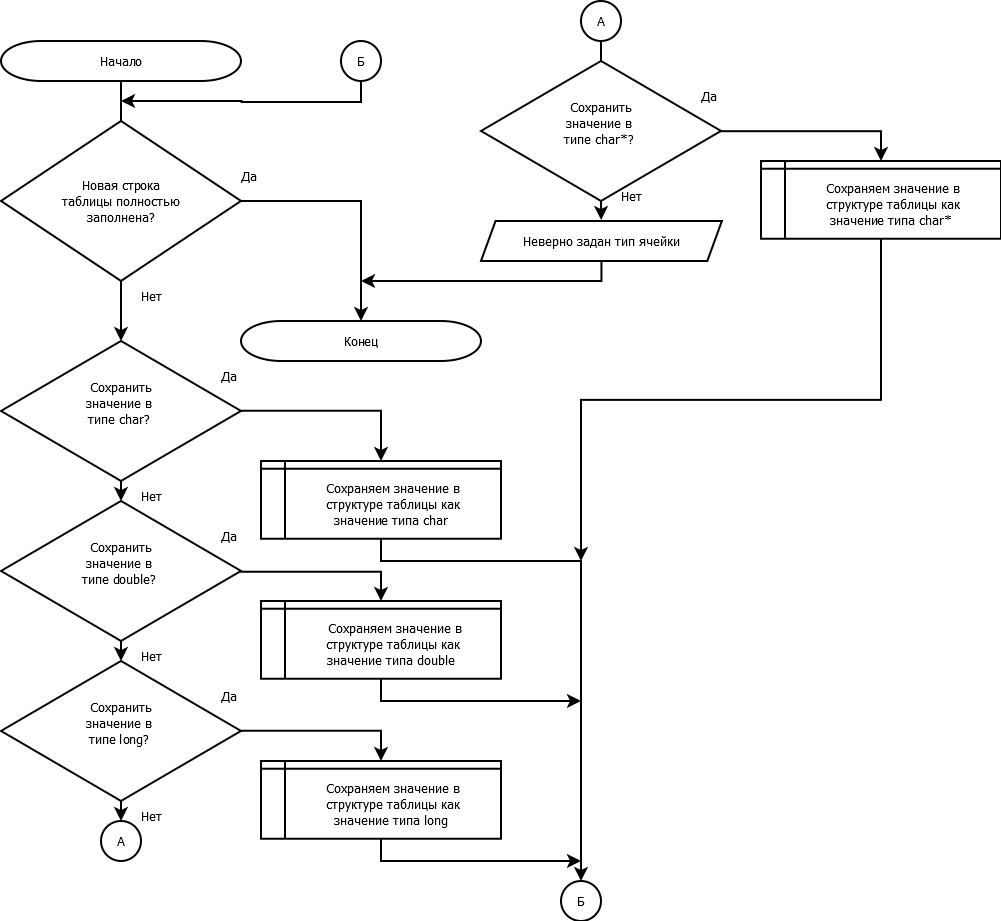 А
Начало
Б
Сохранить
значение в
типе char*?
Да
Новая строка
таблицы полностью
заполнена?
Да
Сохраняем значение в
структуре таблицы как
значение типа char*
Нет
Неверно задан тип ячейки
Нет
Конец
Сохранить
значение в
типе char?
Да
Сохраняем значение в
структуре таблицы как
значение типа char
Нет
Сохранить
значение в
типе double?
Да
Сохраняем значение в
структуре таблицы как
значение типа double
Нет
Сохранить
значение в
типе long?
Да
Сохраняем значение в
структуре таблицы как
значение типа long
Нет
А
Б